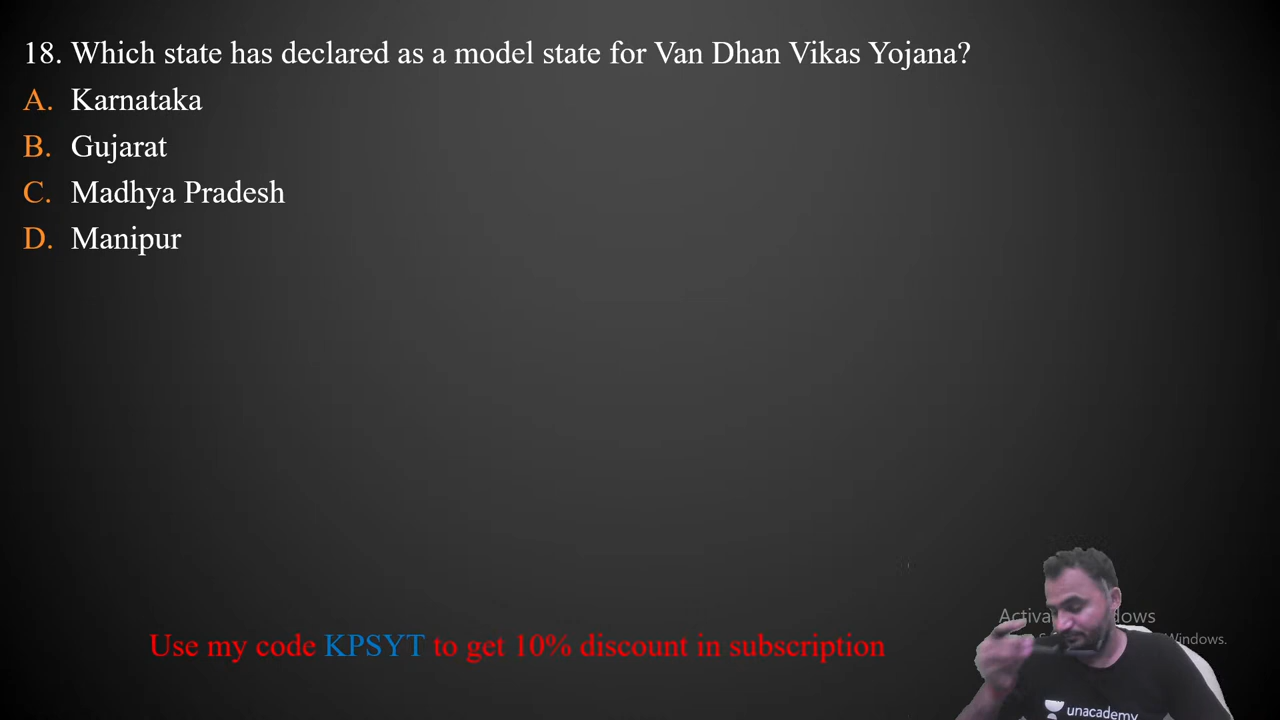 18. Which state has declared as a model state for Van Dhan Vikas Yojana?
A. Karnataka
B. Gujarat
C. Madhya Pradesh
D. Manipur
Use my code KPSYT to get 10% discount in subscription
Windows.
unacademy